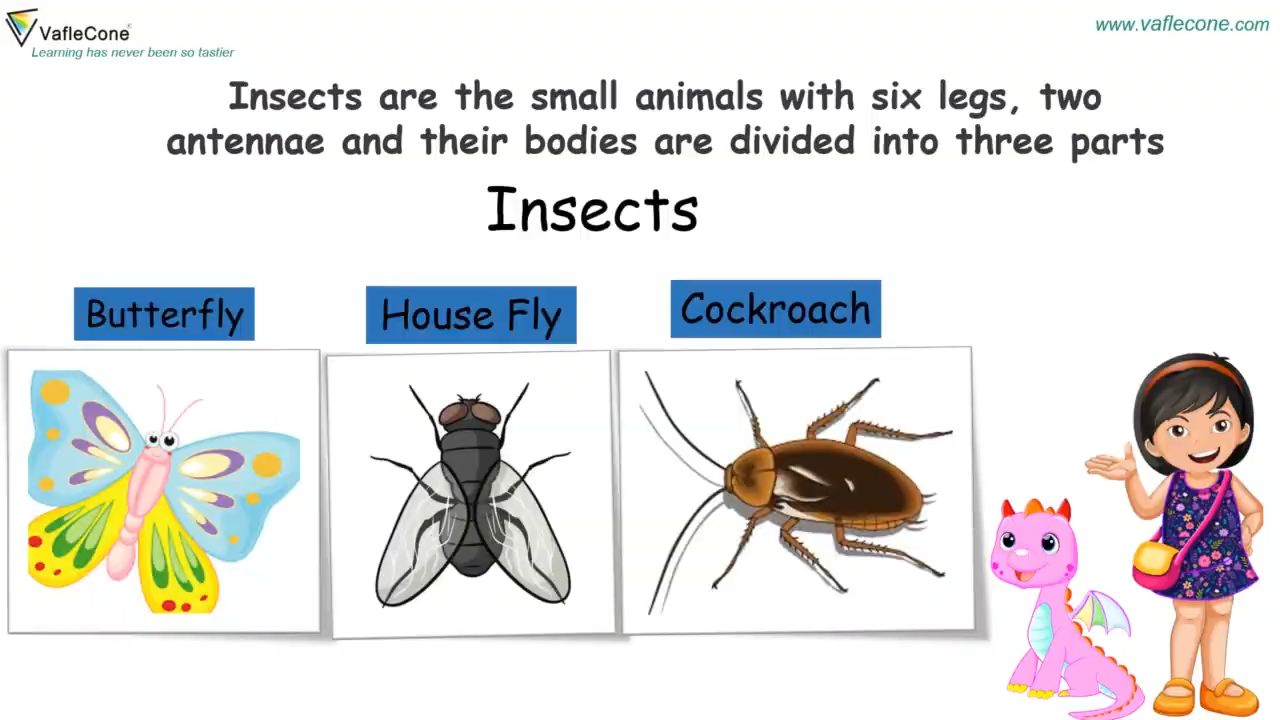 VafleCone®
Learning has never been so tastier
www.vaflecone.com
Insects are the small animals with six legs, two
antennae and their bodies are divided into three parts
Insects
Butterfly
House Fly
Cockroach